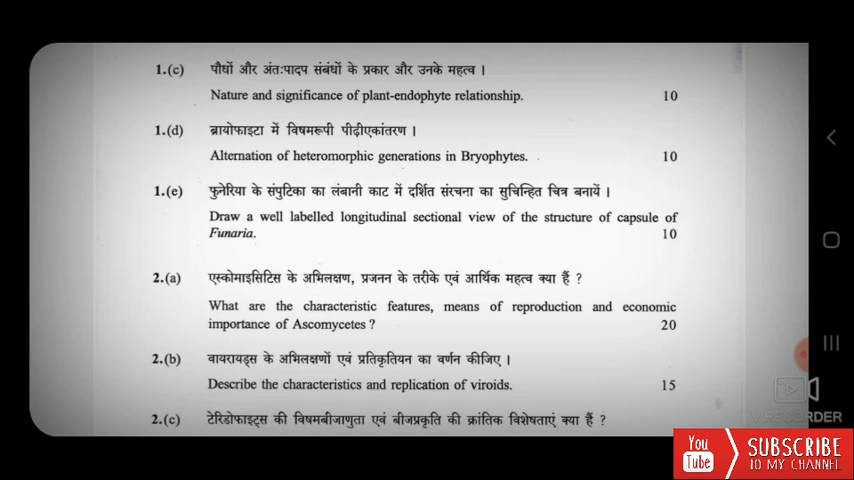 1.(c) पौधों और अंतःपादप संबंधों के प्रकार और उनके महत्व ।
Nature and significance of plant-endophyte relationship. 10
1.(d) ब्रायोफाइटा में विषमरूपी पीढ़ीएकांतरण ।
Alternation of heteromorphic generations in Bryophytes. 10
1.(e) फुनेरिया के संपुटिका का लंबानी काट में दर्शित संरचना का सुचिन्हित चित्र बनायें ।
Draw a well labelled longitudinal sectional view of the structure of capsule of
Funaria. 10
2.(a) एस्कोमाइसिटिस के अभिलक्षण, प्रजनन के तरीके एवं आर्थिक महत्व क्या हैं ?
What are the characteristic features, means of reproduction and economic
importance of Ascomycetes ? 20
2.(b) वायरायड्स के अभिलक्षणों एवं प्रतिकृतियन का वर्णन कीजिए ।
Describe the characteristics and replication of viroids. 15
2.(c) टेरिडोफाइट्स की विषमबीजाणुता एवं बीजप्रकृति की क्रांतिक विशेषताएं क्या हैं ?
V RECORDER
You Tube
SUBSCRIBE
TO MY CHANNEL